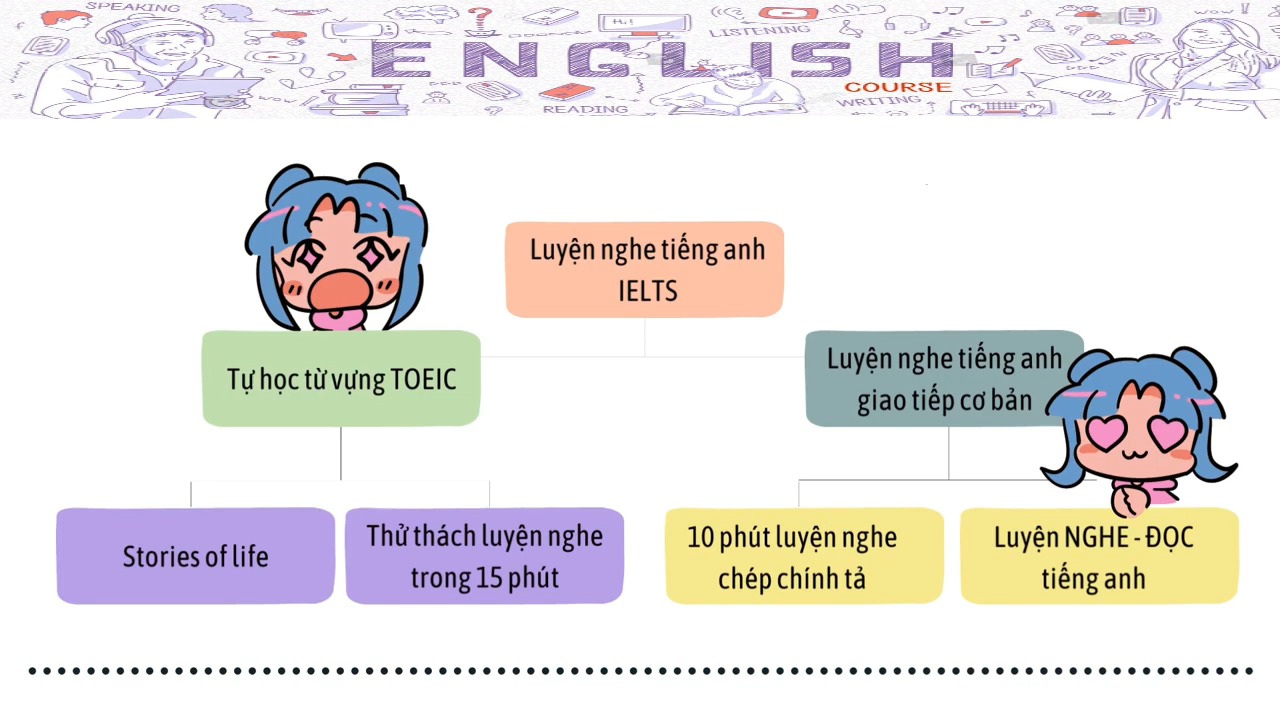 SPEAKING
Hi!
LISTENING
WOW!
ENGLISH
COURSE
READING
WRITING
Luyện nghe tiếng anh
IELTS
Tự học từ vựng TOEIC
Luyện nghe tiếng anh
giao tiếp cơ bản
Stories of life
Thử thách luyện nghe
trong 15 phút
10 phút luyện nghe
chép chính tả
Luyện NGHE - ĐỌC
tiếng anh